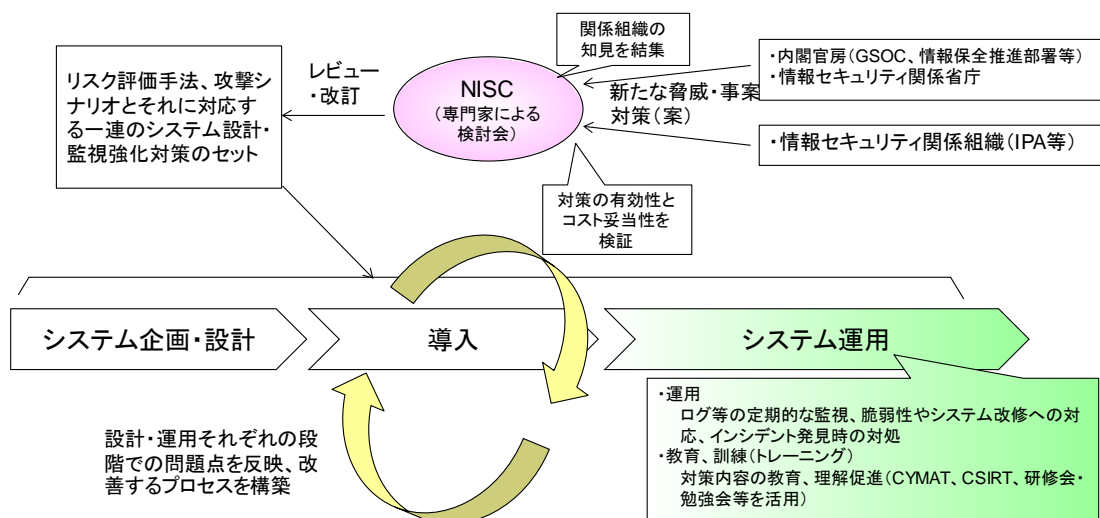 関係組織の
知見を結集
・内閣官房（GSOC、情報保全推進部署等）
・情報セキュリティ関係省庁
リスク評価手法、攻撃シ
ナリオとそれに対応す
る一連のシステム設計・
監視強化対策のセット
レビュー
・改訂
NISC
（専門家による
検討会）
新たな脅威・事案
対策（案）
・情報セキュリティ関係組織（IPA等）
対策の有効性と
コスト妥当性を
検証
システム企画・設計
導入
システム運用
設計・運用それぞれの段
階での問題点を反映、改
善するプロセスを構築
・運用
ログ等の定期的な監視、脆弱性やシステム改修への対
応、インシデント発見時の対処
・教育、訓練（トレーニング）
対策内容の教育、理解促進（CYMAT、CSIRT、研修会・
勉強会等を活用）